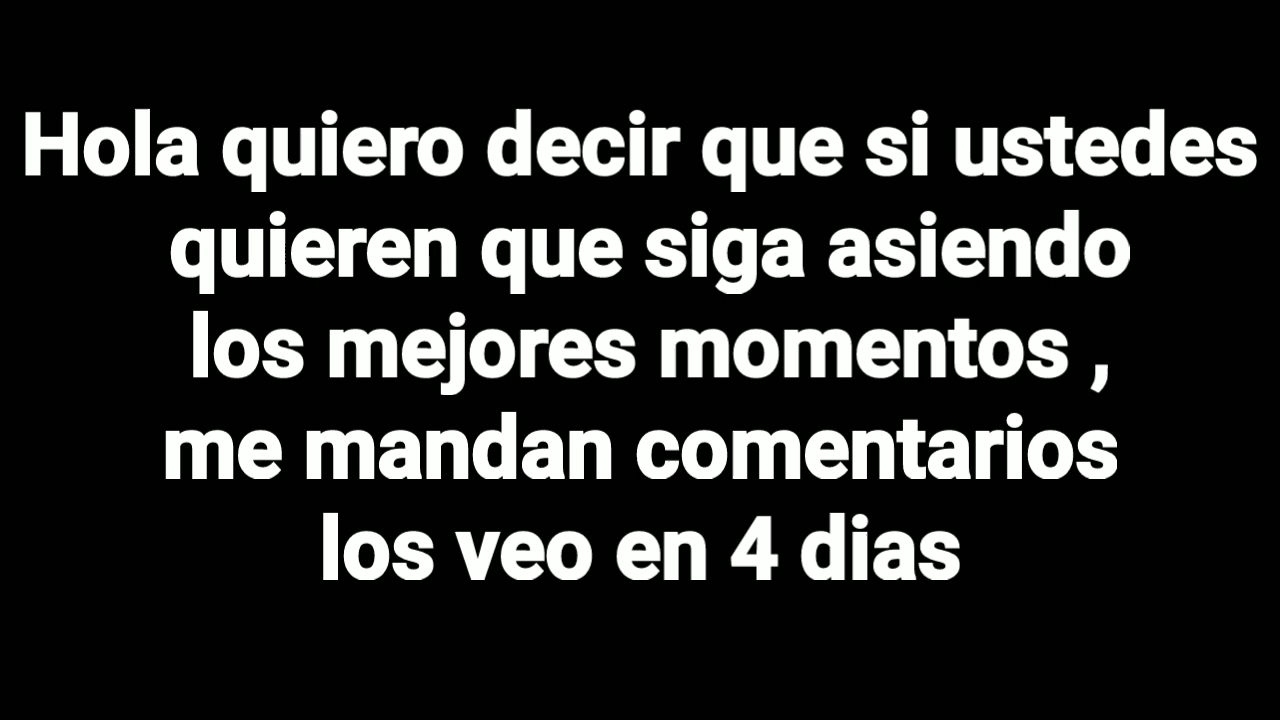 Hola quiero decir que si ustedes
quieren que siga asiendo
los mejores momentos ,
me mandan comentarios
los veo en 4 dias